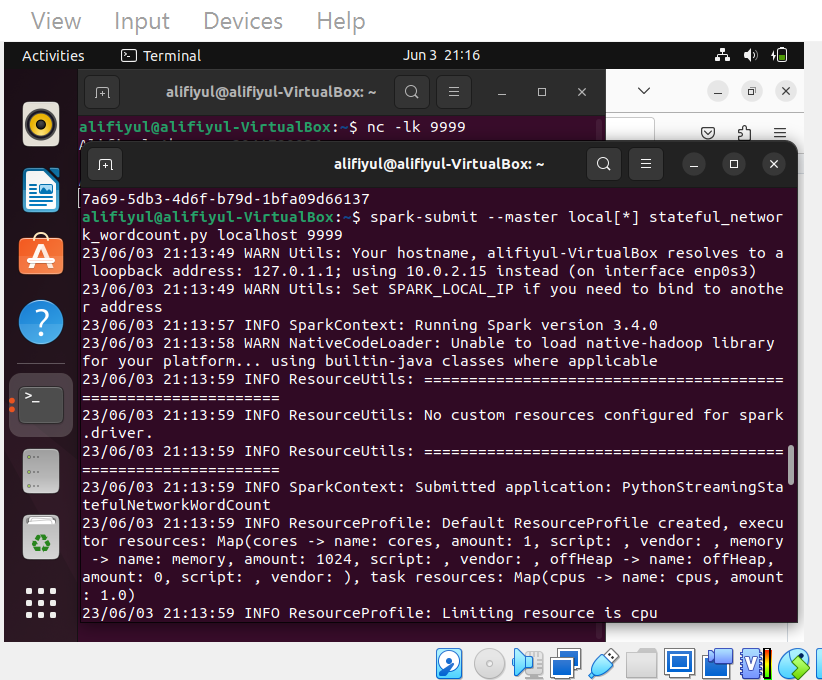 View Input Devices Help
Activities Terminal Jun 3 21:16
alifiyul@alifiyul-VirtualBox: ~
alifiyul@alifiyul-VirtualBox:~$ nc -lk 9999
alifiyul@alifiyul-VirtualBox: ~
7a69-5db3-4d6f-b79d-1bfa09d66137
alifiyul@alifiyul-VirtualBox:~$ spark-submit --master local[*] stateful_networ
k_wordcount.py localhost 9999
23/06/03 21:13:49 WARN Utils: Your hostname, alifiyul-VirtualBox resolves to a
 loopback address: 127.0.1.1; using 10.0.2.15 instead (on interface enp0s3)
23/06/03 21:13:49 WARN Utils: Set SPARK_LOCAL_IP if you need to bind to anothe
r address
23/06/03 21:13:57 INFO SparkContext: Running Spark version 3.4.0
23/06/03 21:13:58 WARN NativeCodeLoader: Unable to load native-hadoop library
for your platform... using builtin-java classes where applicable
23/06/03 21:13:59 INFO ResourceUtils: ========================================
======================
23/06/03 21:13:59 INFO ResourceUtils: No custom resources configured for spark
.driver.
23/06/03 21:13:59 INFO ResourceUtils: ========================================
======================
23/06/03 21:13:59 INFO SparkContext: Submitted application: PythonStreamingSta
tefulNetworkWordCount
23/06/03 21:13:59 INFO ResourceProfile: Default ResourceProfile created, execu
tor resources: Map(cores -> name: cores, amount: 1, script: , vendor: , memory
 -> name: memory, amount: 1024, script: , vendor: , offHeap -> name: offHeap,
amount: 0, script: , vendor: ), task resources: Map(cpus -> name: cpus, amount
: 1.0)
23/06/03 21:13:59 INFO ResourceProfile: Limiting resource is cpu